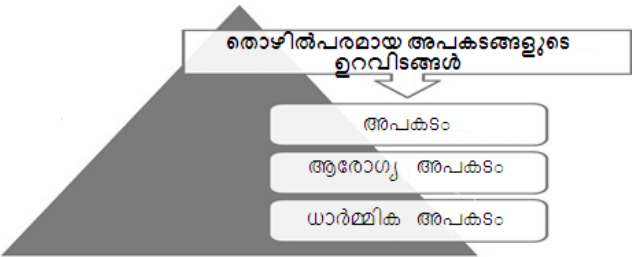 തൊഴിൽപരമായ അപകടങ്ങളുടെ
ഉറവിടങ്ങൾ
അപകടം
ആരോഗ്യ അപകടം
ധാർമ്മിക അപകടം